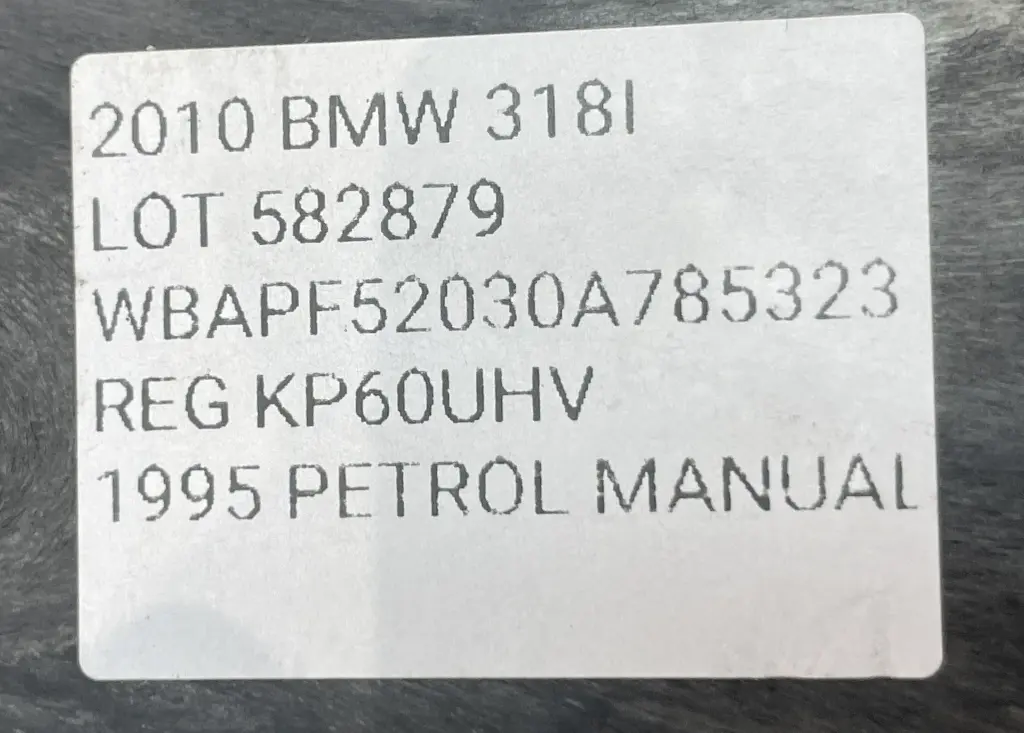 2010 BMW 318I
LOT 582879
WBAPF52030A785323
REG KP60UHV
1995 PETROL MANUAL